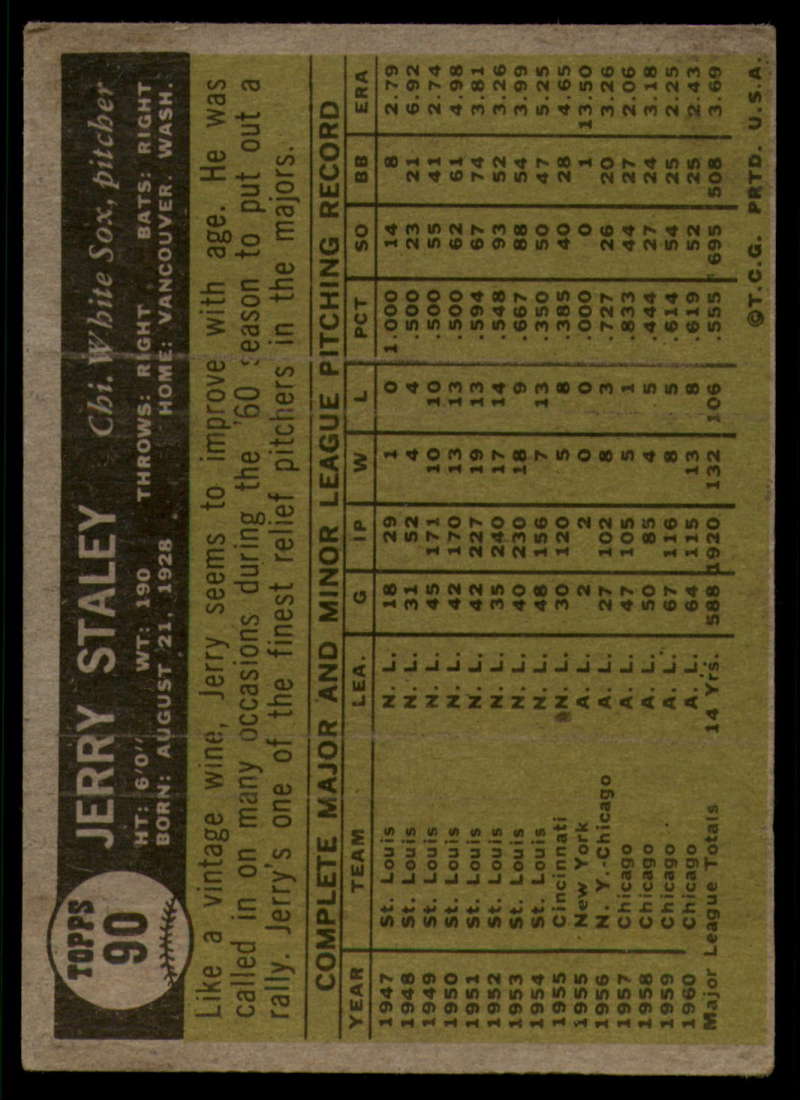 TOPPS
90
JERRY STALEY Chi. White Sox, pitcher
HT: 6'0" WT: 190 THROWS: RIGHT BATS: RIGHT
BORN: AUGUST 21, 1928 HOME: VANCOUVER, WASH.
Like a vintage wine, Jerry seems to improve with age. He was
called in on many occasions during the '60 season to put out a
rally. Jerry's one of the finest relief pitchers in the majors.
COMPLETE MAJOR AND MINOR LEAGUE PITCHING RECORD
YEAR TEAM LEA. G IP W L PCT SO BB ERA
1947 St. Louis N. L. 18 29 1 0 1.000 14 8 2.79
1948 St. Louis N. L. 31 52 4 4 .500 23 21 6.92
1949 St. Louis N. L. 45 171 10 10 .500 55 41 2.74
1950 St. Louis N. L. 42 170 13 13 .500 62 61 4.98
1951 St. Louis N. L. 42 227 19 13 .594 67 74 3.81
1952 St. Louis N. L. 35 240 17 14 .548 93 52 3.26
1953 St. Louis N. L. 40 230 18 9 .667 88 54 3.99
1954 St. Louis N. L. 48 156 7 13 .350 50 47 5.25
1955 Cincinnati N. L. 30 120 5 8 .385 40 28 4.65
1955 New York A. L. 2 2 0 0 .000 0 1 13.50
1956 N. Y.-Chicago A. L. 27 102 8 3 .727 26 20 3.26
1957 Chicago A. L. 47 105 5 1 .833 44 27 2.06
1958 Chicago A. L. 50 85 4 5 .444 27 24 3.18
1959 Chicago A. L. 67 116 8 5 .614 54 25 2.25
1960 Chicago A. L. 64 115 13 8 .619 52 25 2.43
Major League Totals 14 Yrs. 588 1920 132 106 .555 695 508 3.69
©T.C.G. PRTD. U.S.A.